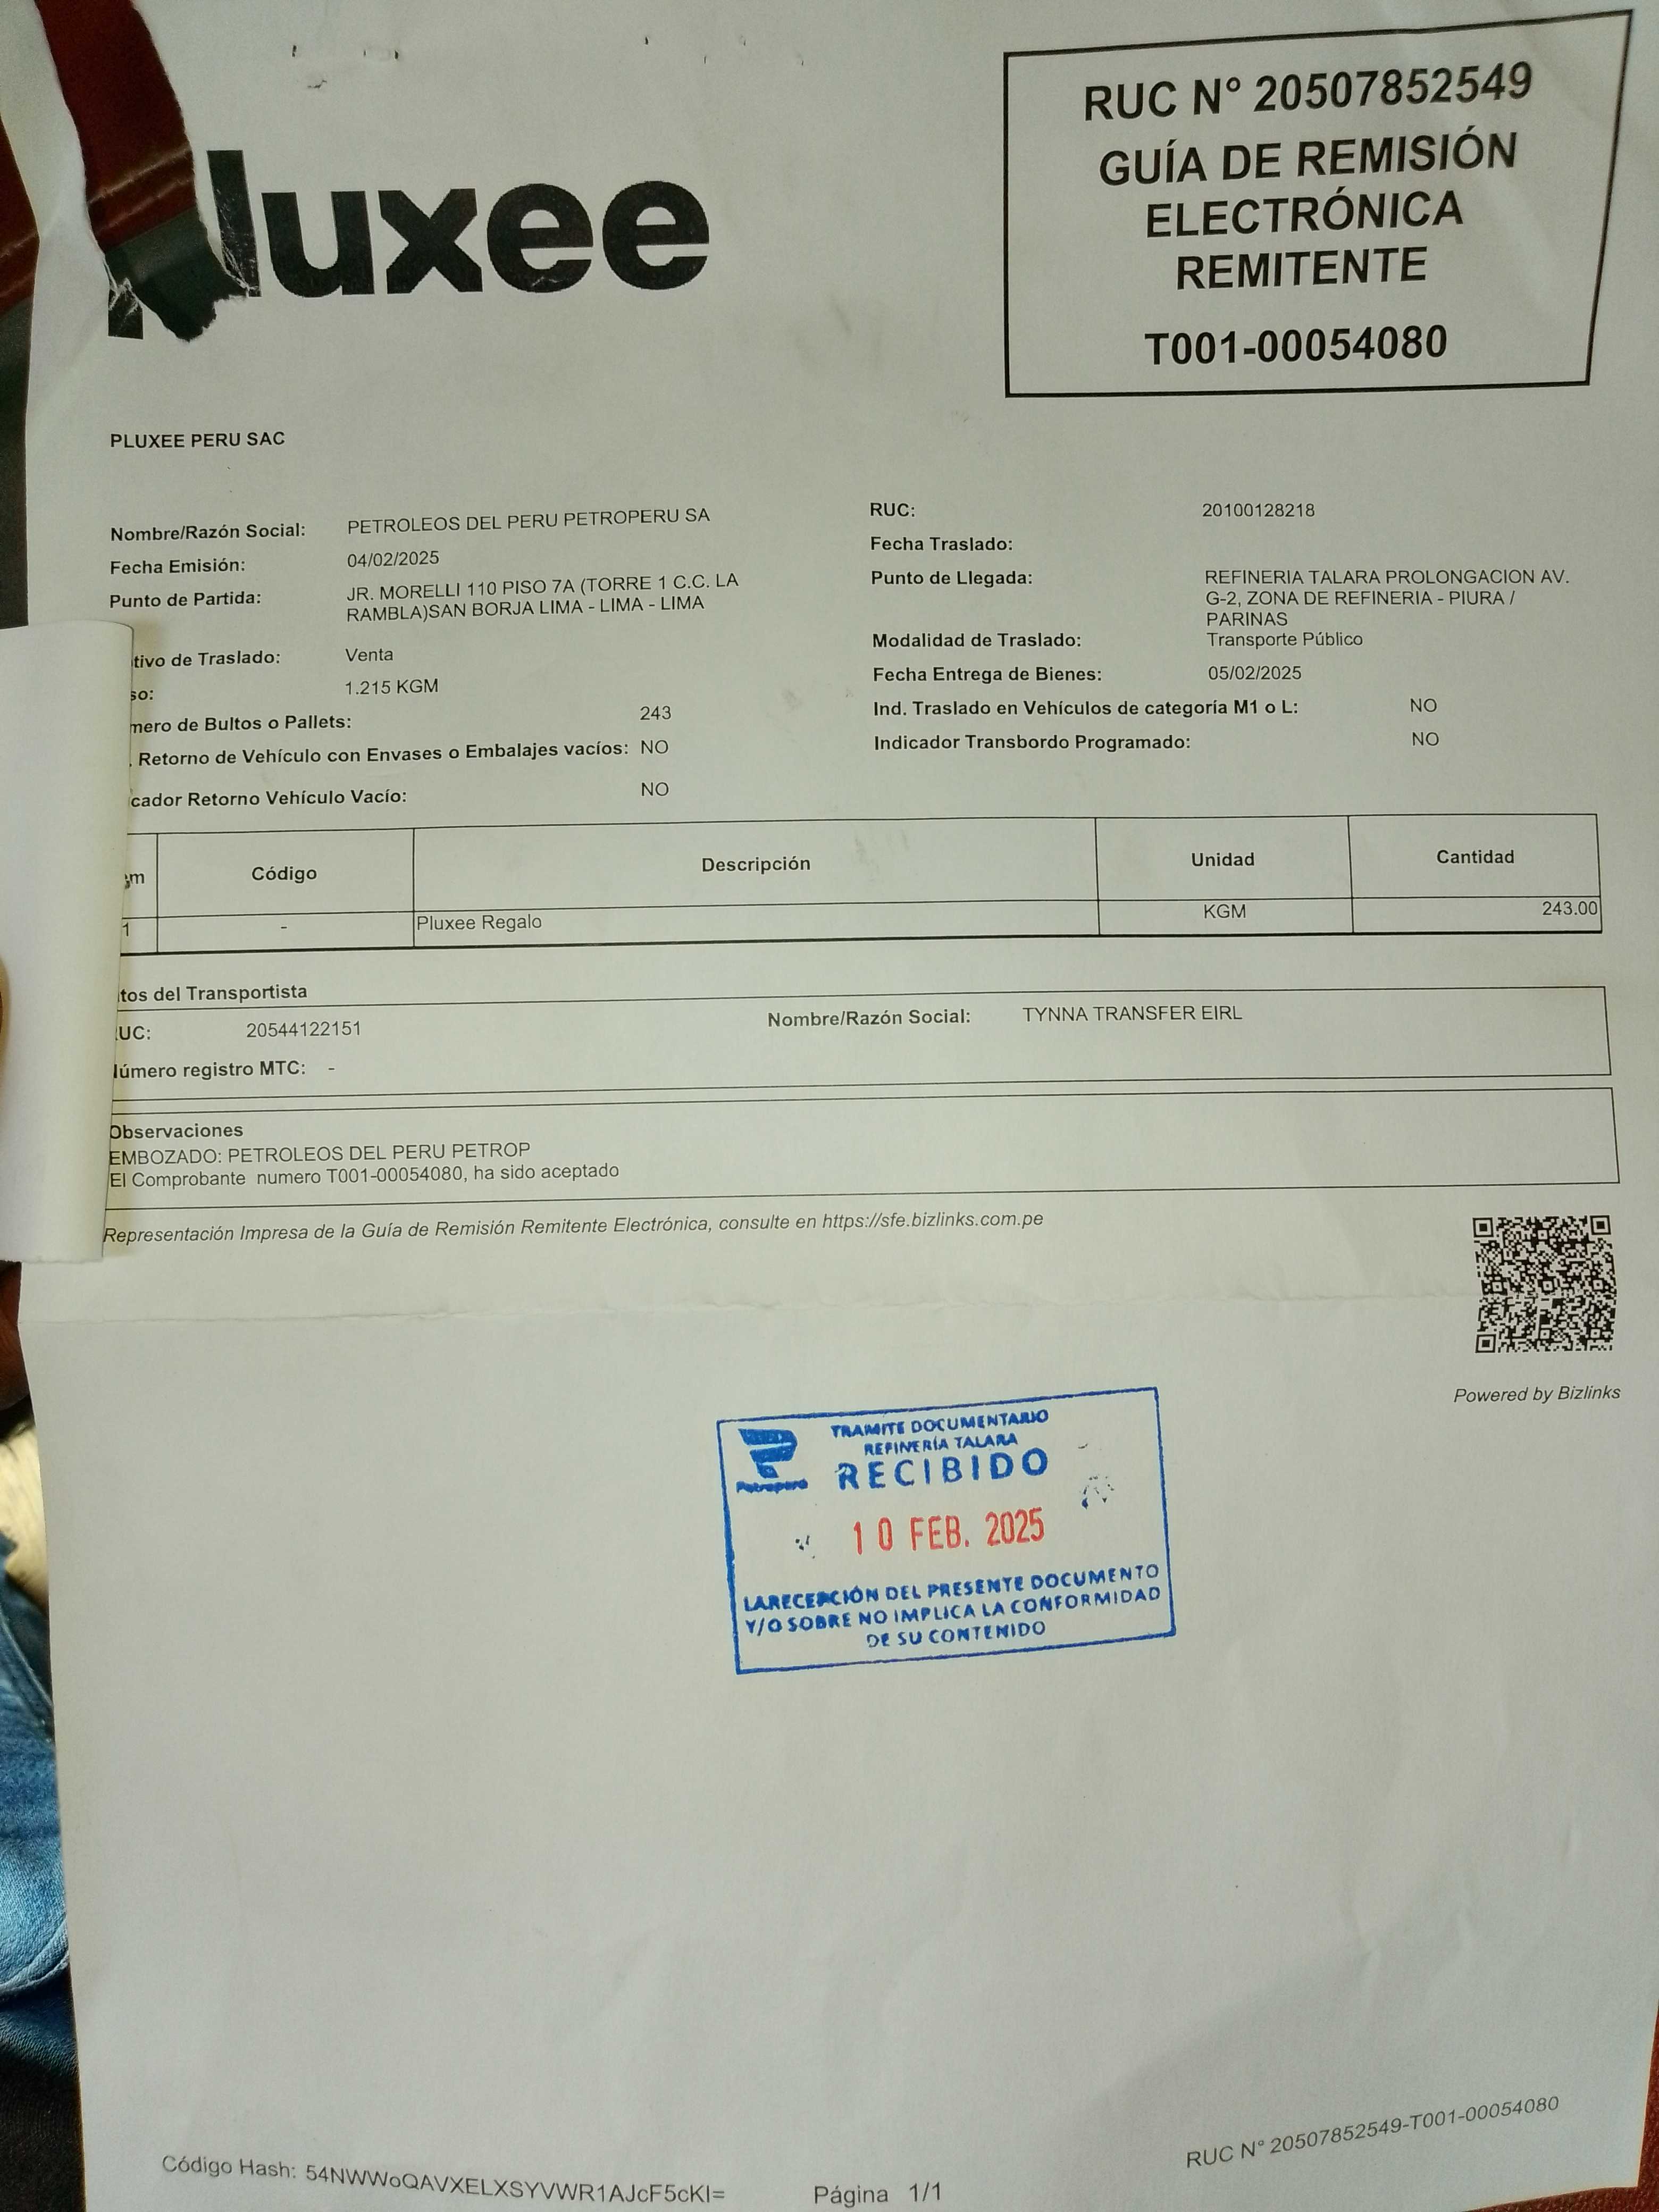 luxee
RUC N° 20507852549
GUÍA DE REMISIÓN
ELECTRÓNICA
REMITENTE
T001-00054080
PLUXEE PERU SAC
Nombre/Razón Social: PETROLEOS DEL PERU PETROPERU SA
Fecha Emisión: 04/02/2025
Punto de Partida: JR. MORELLI 110 PISO 7A (TORRE 1 C.C. LA
RAMBLA)SAN BORJA LIMA - LIMA - LIMA
tivo de Traslado: Venta
so: 1.215 KGM
mero de Bultos o Pallets: 243
. Retorno de Vehículo con Envases o Embalajes vacíos: NO
cador Retorno Vehículo Vacío: NO
RUC: 20100128218
Fecha Traslado:
Punto de Llegada: REFINERIA TALARA PROLONGACION AV.
G-2, ZONA DE REFINERIA - PIURA /
PARINAS
Modalidad de Traslado: Transporte Público
Fecha Entrega de Bienes: 05/02/2025
Ind. Traslado en Vehículos de categoría M1 o L: NO
Indicador Transbordo Programado: NO
em Código Descripción Unidad Cantidad
1 - Pluxee Regalo KGM 243.00
tos del Transportista
UC: 20544122151 Nombre/Razón Social: TYNNA TRANSFER EIRL
Número registro MTC: -
Observaciones
EMBOZADO: PETROLEOS DEL PERU PETROP
El Comprobante numero T001-00054080, ha sido aceptado
Representación Impresa de la Guía de Remisión Remitente Electrónica, consulte en https://sfe.bizlinks.com.pe
Powered by Bizlinks
TRAMITE DOCUMENTARIO
REFINERÍA TALARA
Petroperú
RECIBIDO
10 FEB. 2025
LA RECEPCIÓN DEL PRESENTE DOCUMENTO
Y/O SOBRE NO IMPLICA LA CONFORMIDAD
DE SU CONTENIDO
Código Hash: 54NWWoQAVXELXSYVWR1AJcF5cKI=
Página 1/1
RUC N° 20507852549-T001-00054080